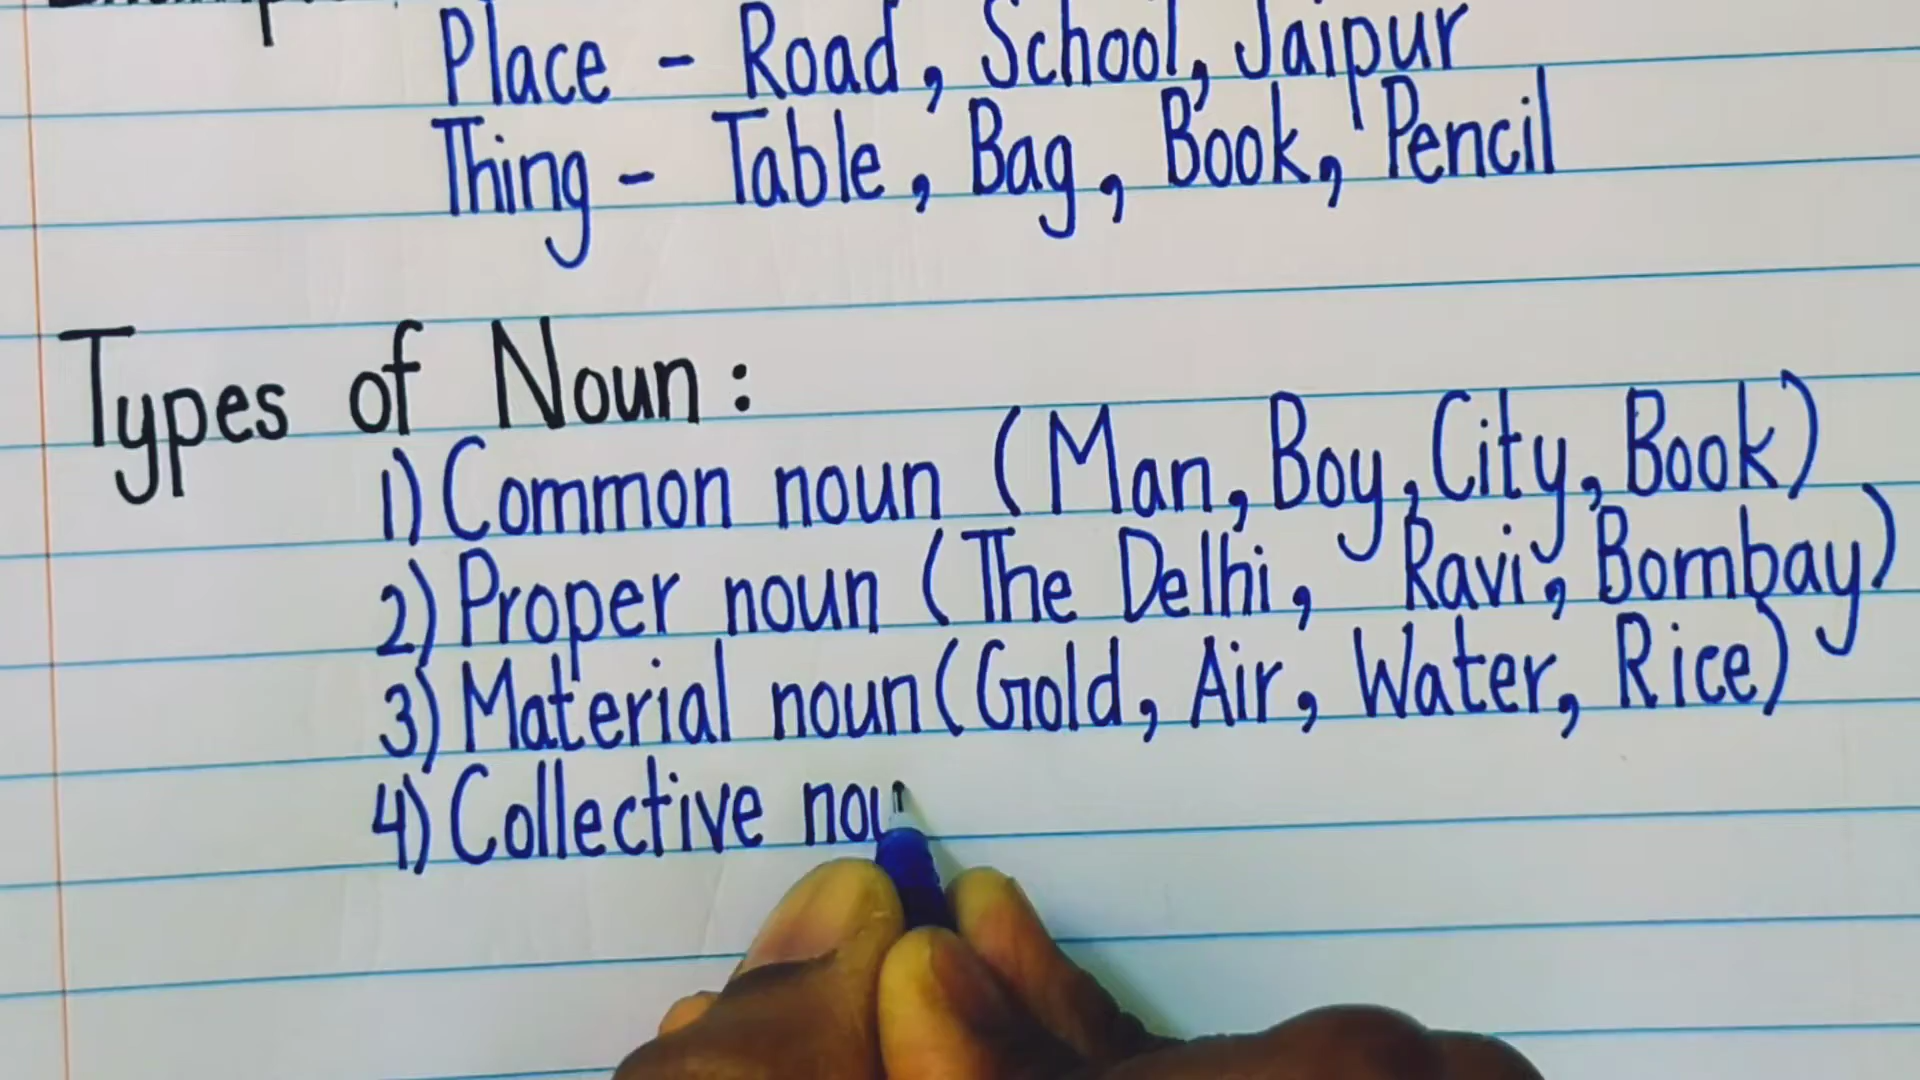 Place - Road, School, Jaipur
Thing - Table, Bag, Book, Pencil
Types of Noun :
1) Common noun (Man, Boy, City, Book)
2) Proper noun (The Delhi, Ravi, Bombay)
3) Material noun (Gold, Air, Water, Rice)
4) Collective nou